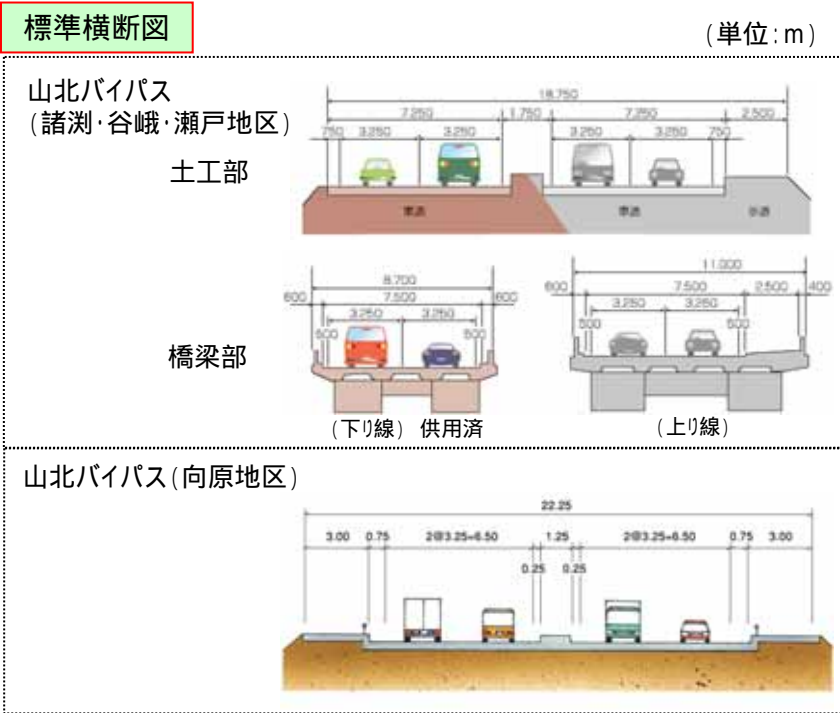 標準横断図
(単位:m)
山北バイパス
(諸渕・谷峨・瀬戸地区)
土工部
18.750
7.250 1.750 7.250 2.500
750 3.250 3.250 3.250 3.250 750
車道 車道 歩道
橋梁部
8.700
600 7.500 600
3.250 3.250
500 500
11.000
600 7.500 2.500 400
3.250 3.250
500 500
(下り線) 供用済
(上り線)
山北バイパス(向原地区)
22.25
3.00 0.75 2@3.25=6.50 1.25 2@3.25=6.50 0.75 3.00
0.25 0.25